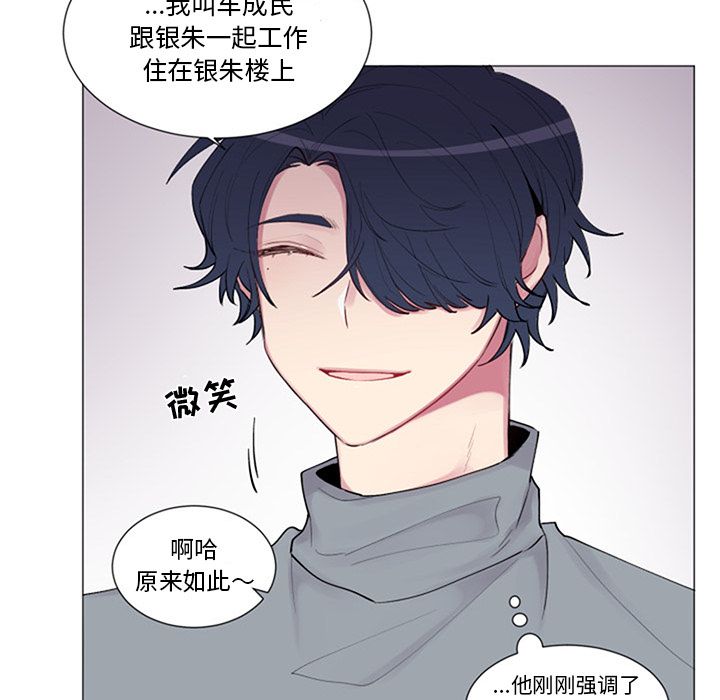 ...我叫车成民
跟银朱一起工作
住在银朱楼上
微笑
啊哈
原来如此～
...他刚刚强调了